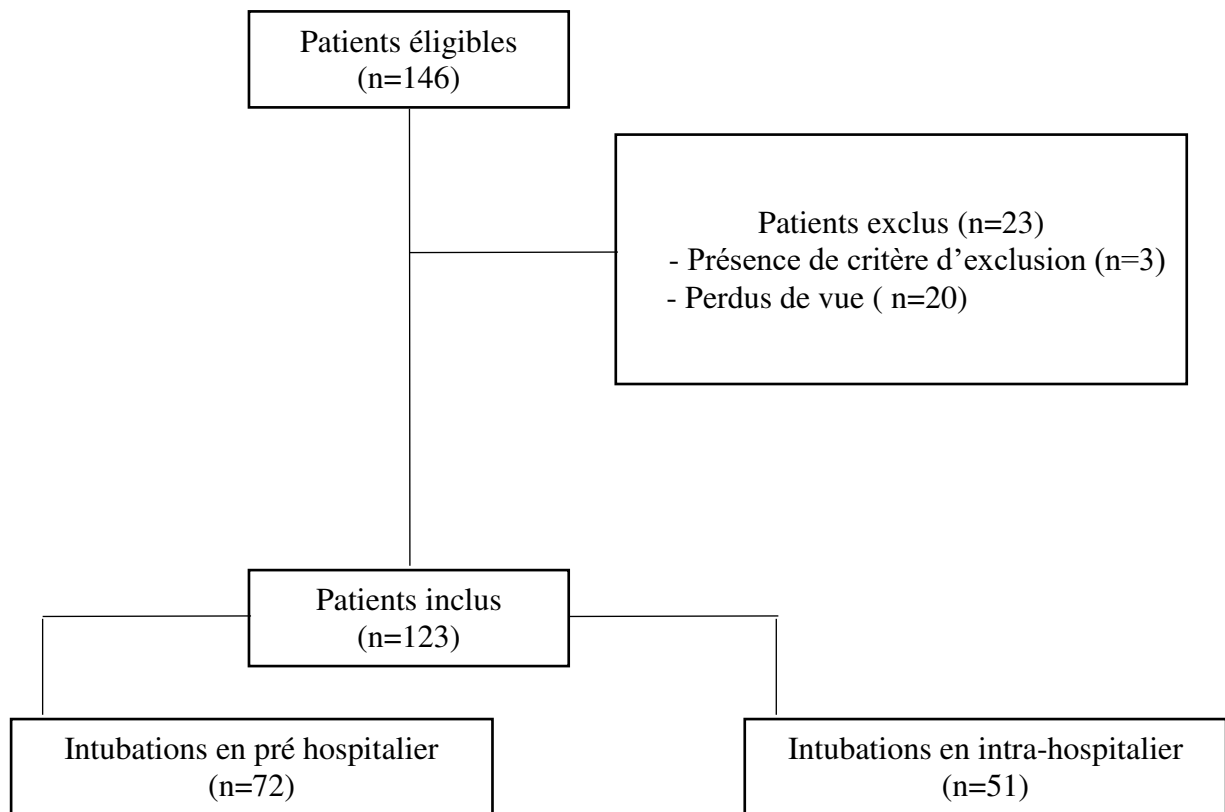 Patients éligibles
(n=146)
Patients exclus (n=23)
- Présence de critère d’exclusion (n=3)
- Perdus de vue ( n=20)
Patients inclus
(n=123)
Intubations en pré hospitalier
(n=72)
Intubations en intra-hospitalier
(n=51)